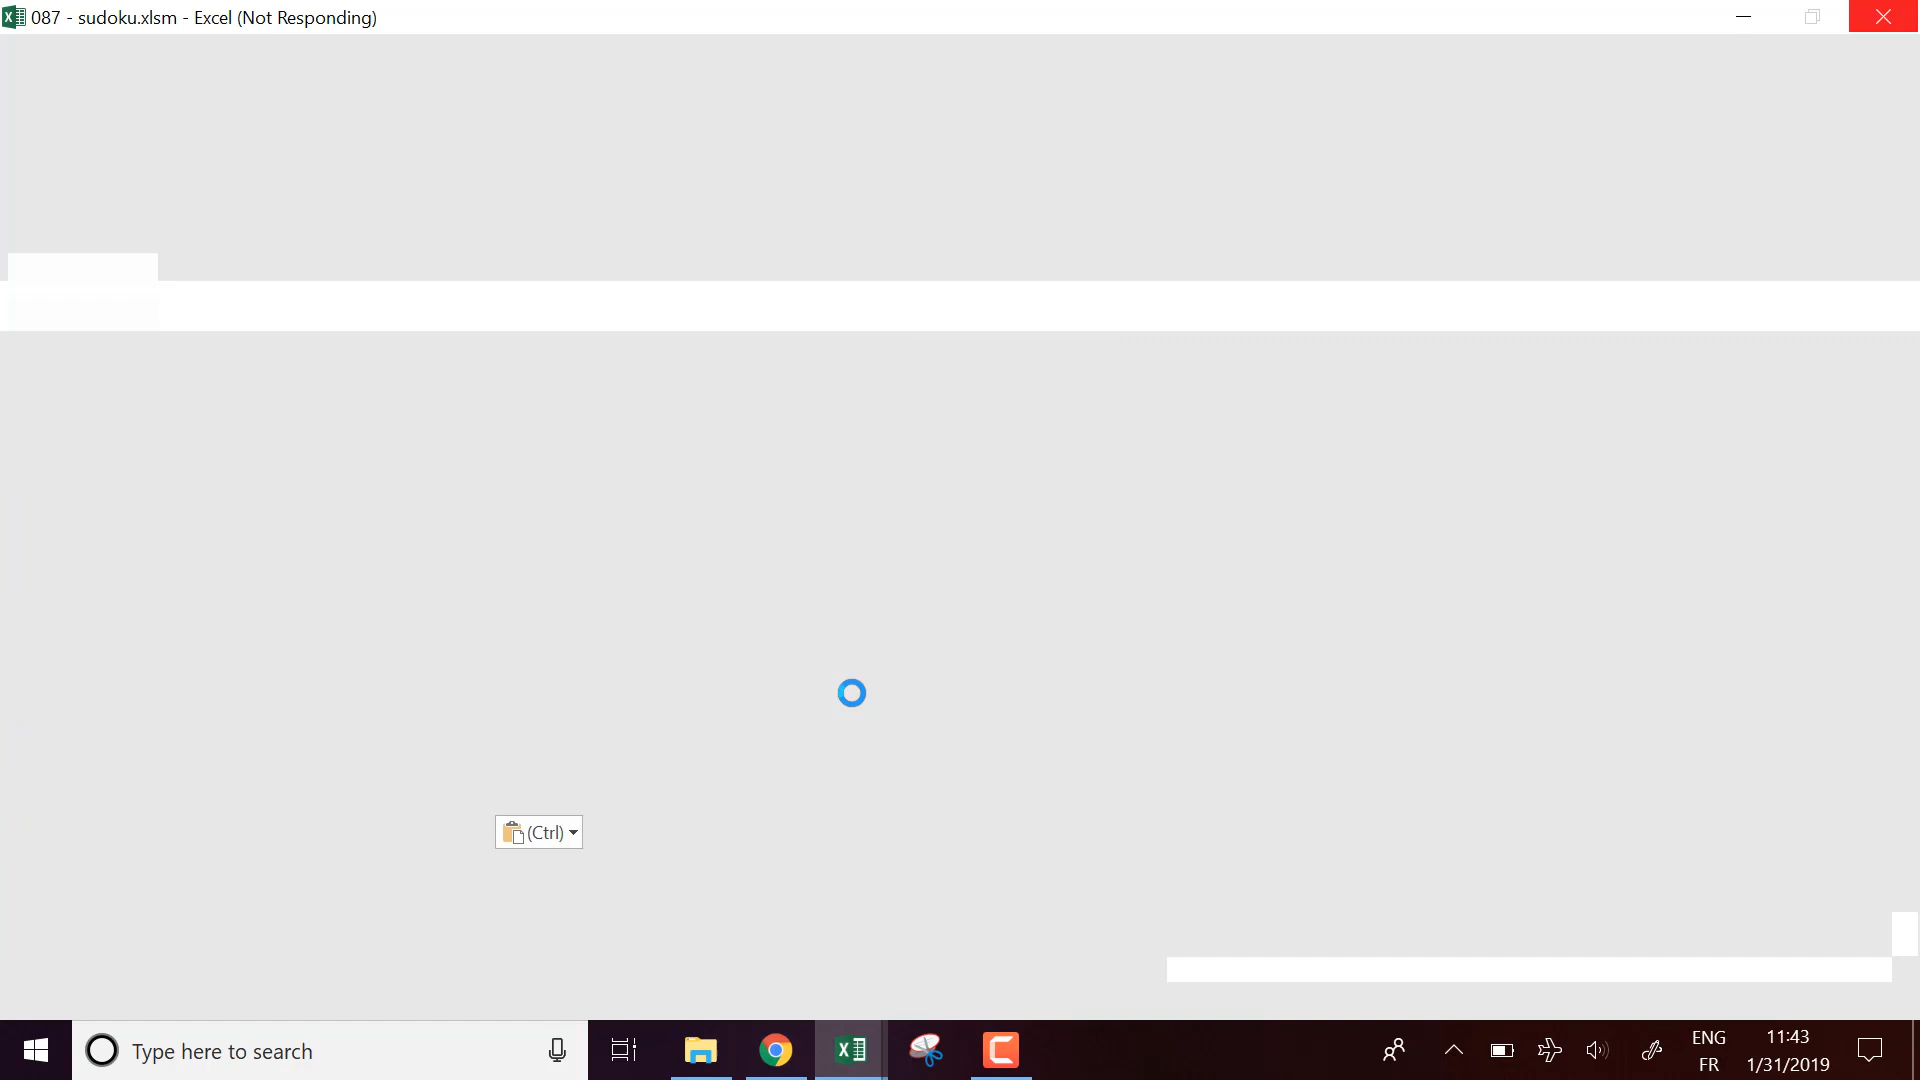 087 - sudoku.xlsm - Excel (Not Responding)
(Ctrl)
Type here to search
ENG
FR
11:43
1/31/2019